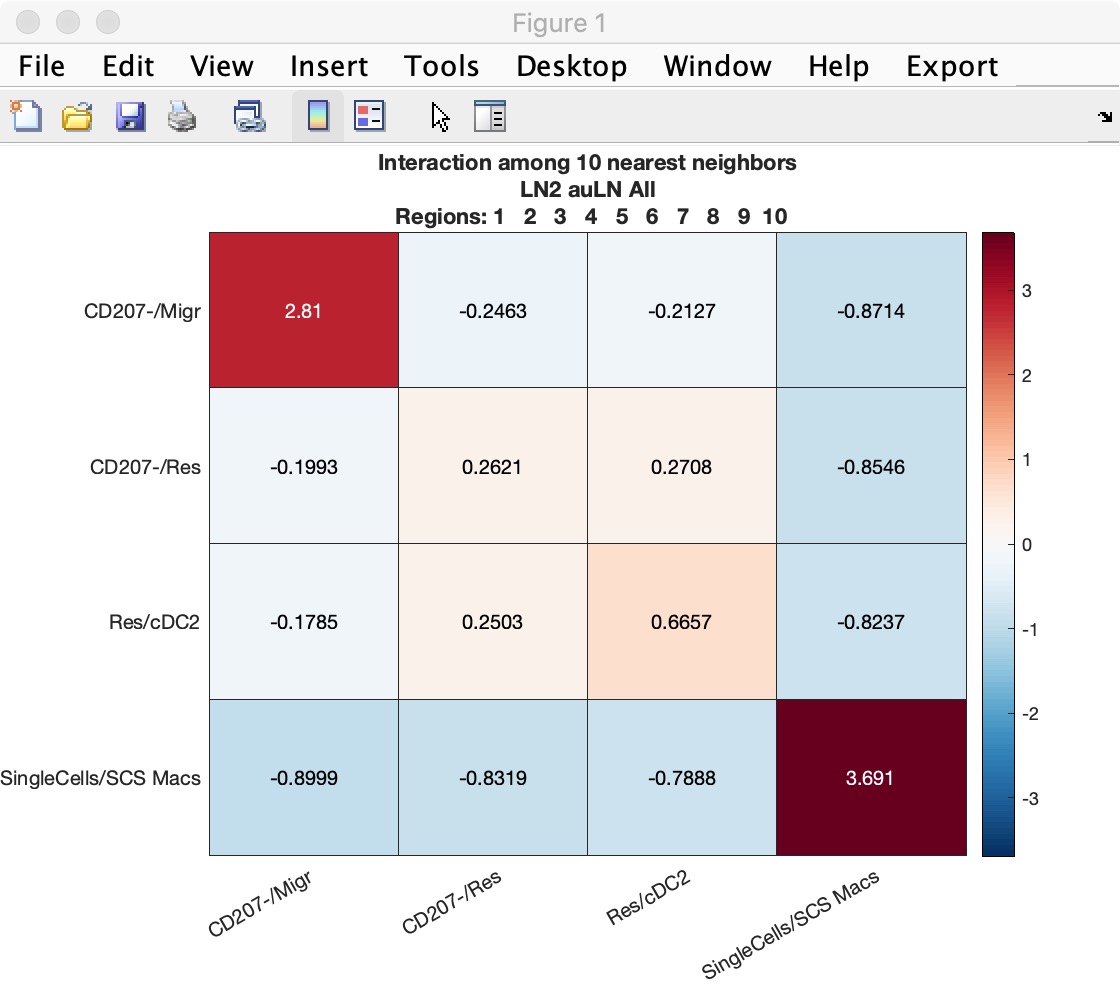 Figure 1
File Edit View Insert Tools Desktop Window Help Export
Interaction among 10 nearest neighbors
LN2 auLN All
Regions: 1 2 3 4 5 6 7 8 9 10
CD207-/Migr 2.81 -0.2463 -0.2127 -0.8714
CD207-/Res -0.1993 0.2621 0.2708 -0.8546
Res/cDC2 -0.1785 0.2503 0.6657 -0.8237
SingleCells/SCS Macs -0.8999 -0.8319 -0.7888 3.691
CD207-/Migr CD207-/Res Res/cDC2 SingleCells/SCS Macs
3
2
1
0
-1
-2
-3